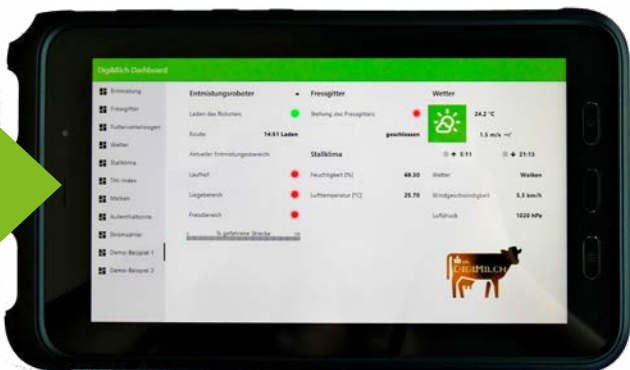 DigiMilch Dashboard
Entmistung
Fressgitter
Futterverteilwagen
Wetter
Stallklima
THI-Index
Melken
Aufenthaltsorte
Stromzähler
Demo-Beispiel 1
Demo-Beispiel 2
Entmistungsroboter
Laden des Roboters
Route: 14:51 Laden
Aktueller Entmistungsbereich:
Laufhof
Liegebereich
Fressbereich
% gefahrene Strecke
Fressgitter
Stellung des Fressgitters
geschlossen
Stallklima
Feuchtigkeit [%] 69.30
Lufttemperatur [°C] 25.70
Wetter
24.2 °C
1.5 m/s
5:11 21:13
Wetter Wolken
Windgeschwindigkeit 5,5 km/h
Luftdruck 1020 hPa
DIGIMILCH